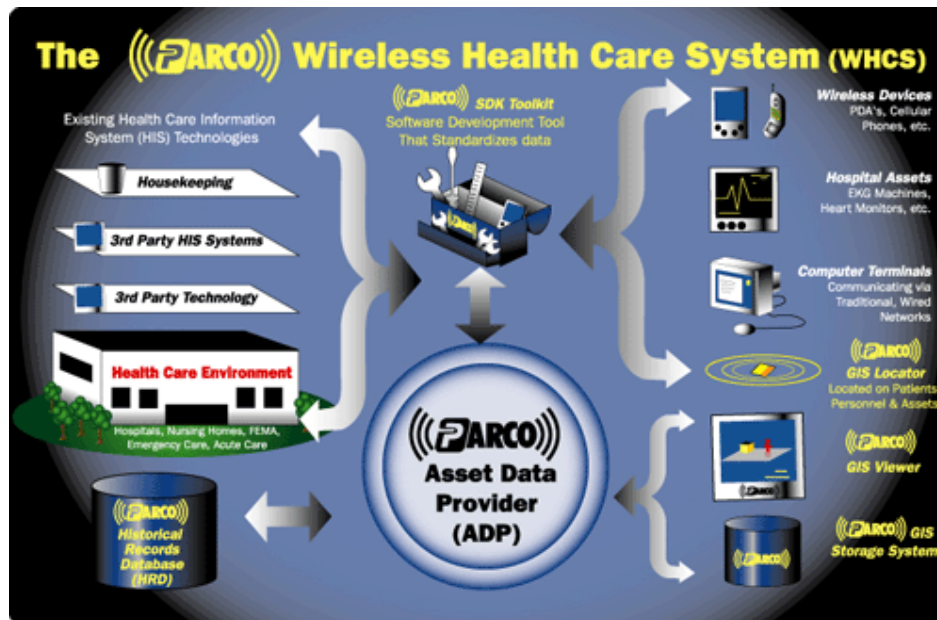 The PARCO Wireless Health Care System (WHCS)
Existing Health Care Information
System (HIS) Technologies
Housekeeping
3rd Party HIS Systems
3rd Party Technology
Health Care Environment
Hospitals, Nursing Homes, FEMA,
Emergency Care, Acute Care
PARCO
Historical
Records
Database
(HRD)
PARCO SDK Toolkit
Software Development Tool
That Standardizes data
PARCO
PARCO
Asset Data
Provider
(ADP)
Wireless Devices
PDA's, Cellular
Phones, etc.
Hospital Assets
EKG Machines,
Heart Monitors, etc.
Computer Terminals
Communicating via
Traditional, Wired
Networks
PARCO
GIS Locator
Located on Patients
Personnel & Assets
PARCO
GIS Viewer
PARCO
PARCO GIS
Storage System
PARCO